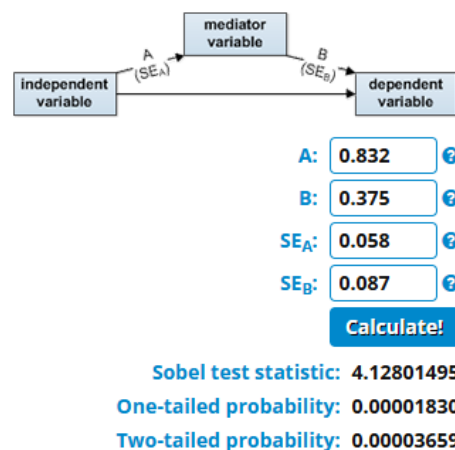 mediator
variable
A
(SEA)
B
(SEB)
independent
variable
dependent
variable
A: 0.832 ?
B: 0.375 ?
SEA: 0.058 ?
SEB: 0.087 ?
Calculate!
Sobel test statistic: 4.12801495
One-tailed probability: 0.00001830
Two-tailed probability: 0.00003659